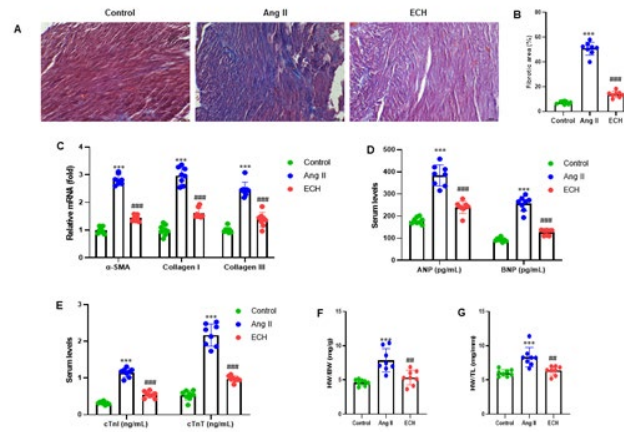 Control Ang II ECH
A
B
Fibrotic area (%)
80
60
40
20
0
***
###
Control Ang II ECH
C
Relative mRNA (fold)
4
3
2
1
0
*** *** ***
### ### ###
α-SMA Collagen I Collagen III
Control
Ang II
ECH
D
Serum levels
500
400
300
200
100
0
*** ***
### ###
ANP (pg/mL) BNP (pg/mL)
Control
Ang II
ECH
E
Serum levels
3
2
1
0
*** ***
### ###
cTnI (ng/mL) cTnT (ng/mL)
Control
Ang II
ECH
F
HW/BW (mg/g)
15
10
5
0
***
##
Control Ang II ECH
G
HW/TL (mg/mm)
15
10
5
0
***
##
Control Ang II ECH